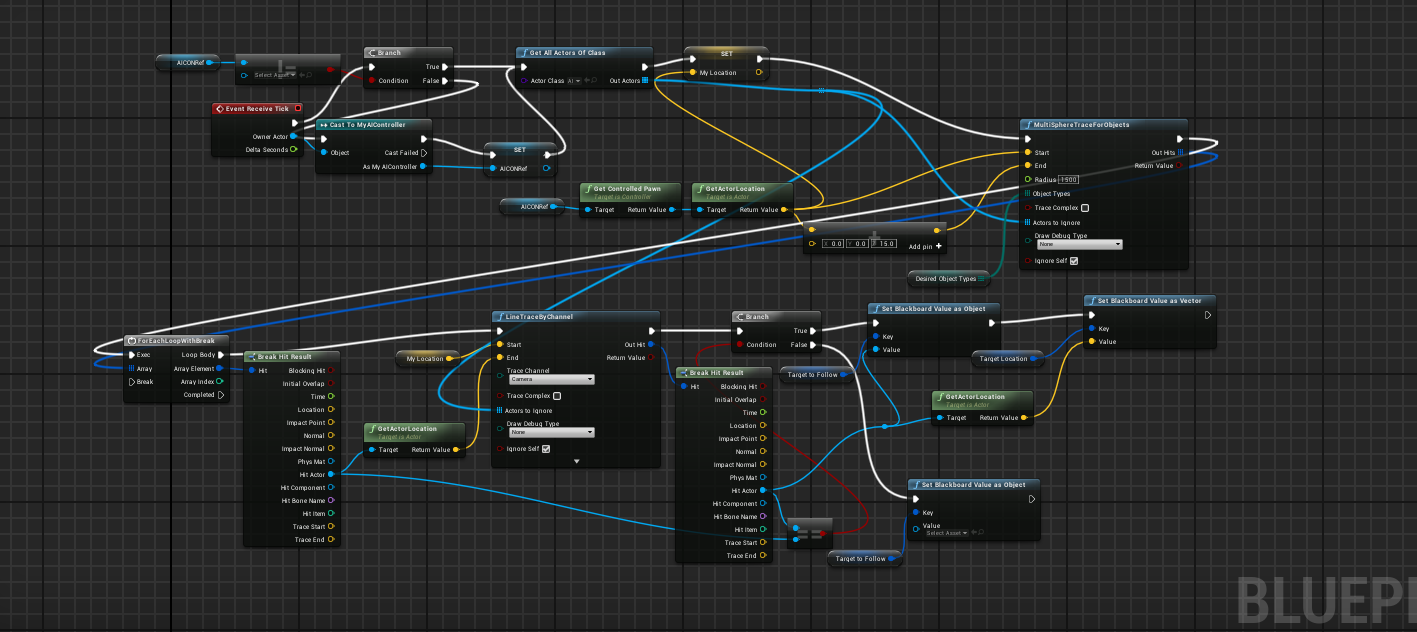 AICONRef
!=
Select Asset
Branch
True
Condition
False
Event Receive Tick
Owner Actor
Delta Seconds
Cast To MyAIController
Object
Cast Failed
As My AIController
SET
AICONRef
Get All Actors Of Class
Actor Class
AI
Out Actors
SET
My Location
AICONRef
Get Controlled Pawn
Target is Controller
Target
Return Value
GetActorLocation
Target is Actor
Target
Return Value
X 0.0
Y 0.0
15.0
Add pin +
Desired Object Types
MultiSphereTraceForObjects
Start
Out Hits
End
Return Value
Radius
1500
Object Types
Trace Complex
Actors to Ignore
Draw Debug Type
None
Ignore Self
ForEachLoopWithBreak
Exec
Loop Body
Array
Array Element
Array Index
Break
Completed
Break Hit Result
Hit
Blocking Hit
Initial Overlap
Time
Location
Impact Point
Normal
Impact Normal
Phys Mat
Hit Actor
Hit Component
Hit Bone Name
Hit Item
Trace Start
Trace End
My Location
GetActorLocation
Target is Actor
Target
Return Value
LineTraceByChannel
Start
Out Hit
End
Return Value
Trace Channel
Camera
Trace Complex
Actors to Ignore
Draw Debug Type
None
Ignore Self
Branch
True
Condition
False
Break Hit Result
Hit
Blocking Hit
Initial Overlap
Time
Location
Impact Point
Normal
Impact Normal
Phys Mat
Hit Actor
Hit Component
Hit Bone Name
Hit Item
Trace Start
Trace End
==
Target to Follow
Set Blackboard Value as Object
Key
Value
Target Location
Set Blackboard Value as Vector
Key
Value
GetActorLocation
Target is Actor
Target
Return Value
Target to Follow
Set Blackboard Value as Object
Key
Value
Select Asset
BLUEP